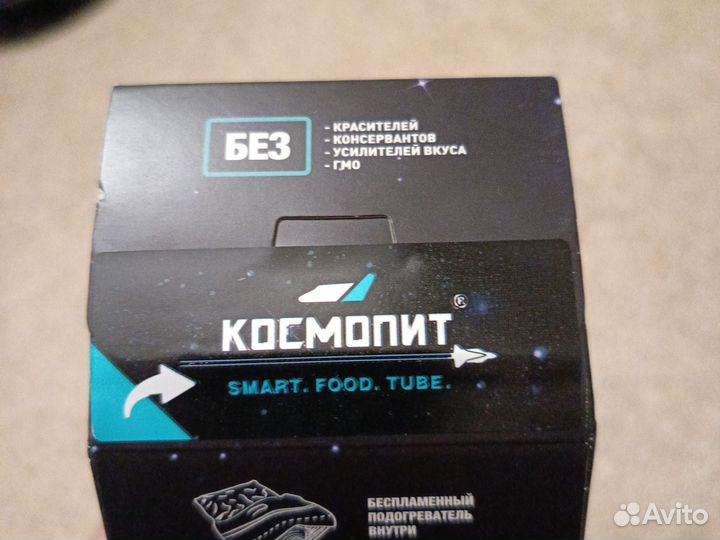 БЕЗ
- КРАСИТЕЛЕЙ
- КОНСЕРВАНТОВ
- УСИЛИТЕЛЕЙ ВКУСА
- ГМО
КОСМОПИТ®
SMART. FOOD. TUBE.
БЕСПЛАМЕННЫЙ
ПОДОГРЕВАТЕЛЬ
ВНУТРИ
Avito